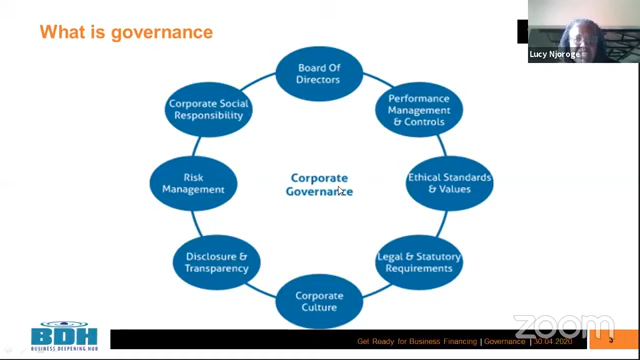 What is governance
Lucy Njoroge
Board Of
Directors
Performance
Management
& Controls
Ethical Standards
& Values
Legal & Statutory
Requirements
Corporate
Culture
Disclosure &
Transparency
Risk
Management
Corporate Social
Responsibility
Corporate
Governance
BDH
BUSINESS DEEPENING HUB
Get Ready for Business Financing | Governance | 30.04 2020
zoom